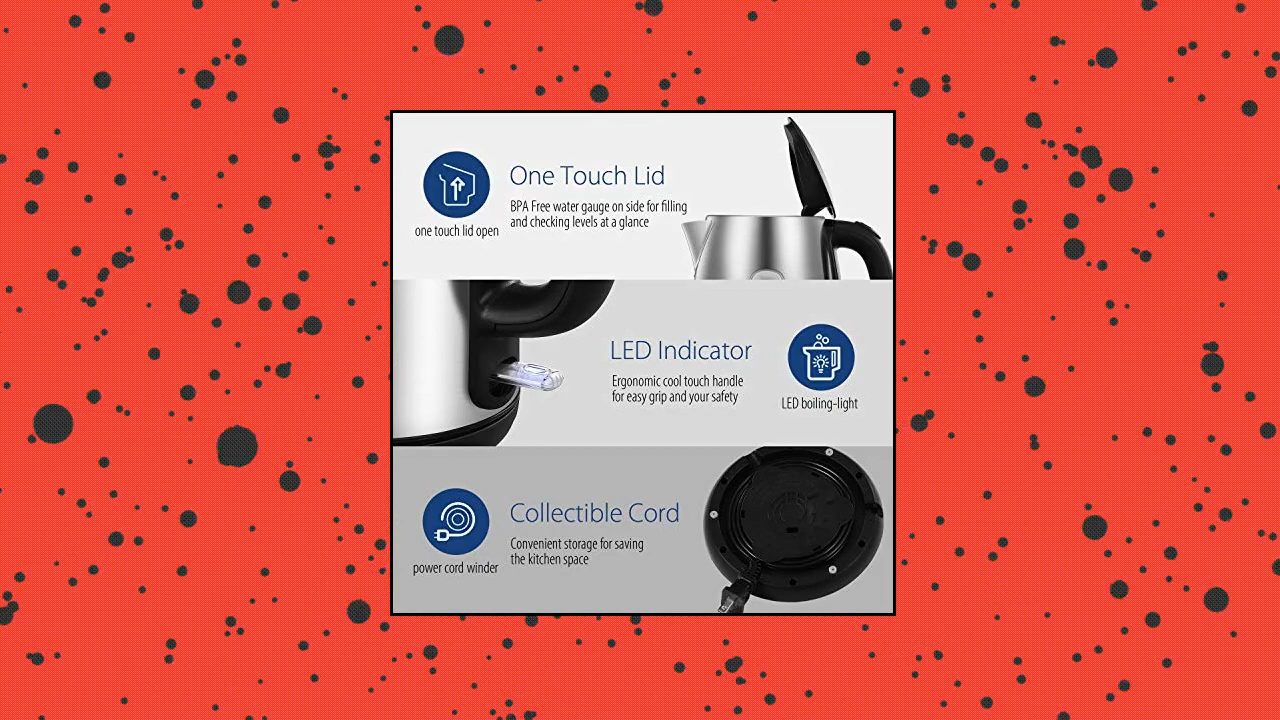 One Touch Lid
BPA Free water gauge on side for filling
and checking levels at a glance
one touch lid open
LED Indicator
Ergonomic cool touch handle
for easy grip and your safety
LED boiling-light
Collectible Cord
Convenient storage for saving
the kitchen space
power cord winder